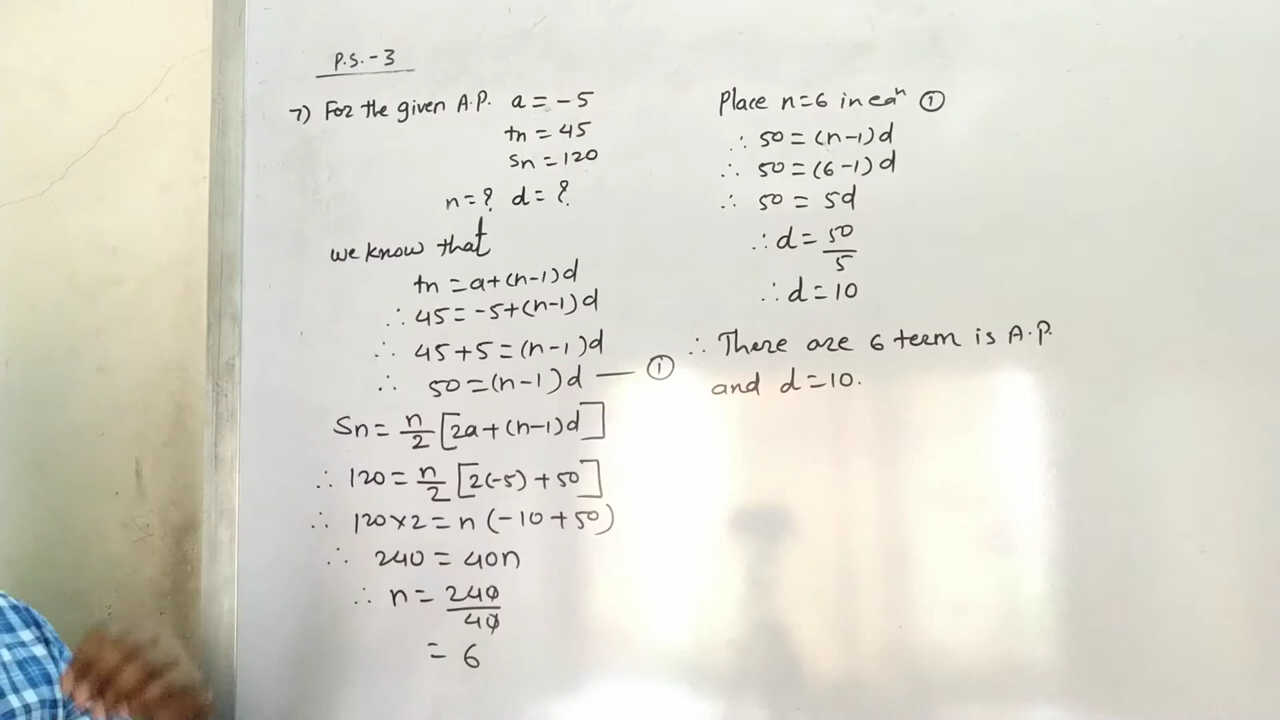 P.S.-3
7) For the given A.P. a = -5
tn = 45
Sn = 120
n = ? d = ?
we know that
tn = a+(n-1)d
∴ 45 = -5+(n-1)d
∴ 45+5 = (n-1)d
∴ 50 = (n-1)d — ①
Sn = n/2 [2a+(n-1)d]
∴ 120 = n/2 [2(-5)+50]
∴ 120×2 = n(-10+50)
∴ 240 = 40n
∴ n = 240/40
= 6
Place n=6 in eqⁿ ①
∴ 50 = (n-1)d
∴ 50 = (6-1)d
∴ 50 = 5d
∴ d = 50/5
∴ d = 10
∴ There are 6 term is A.P.
and d = 10.